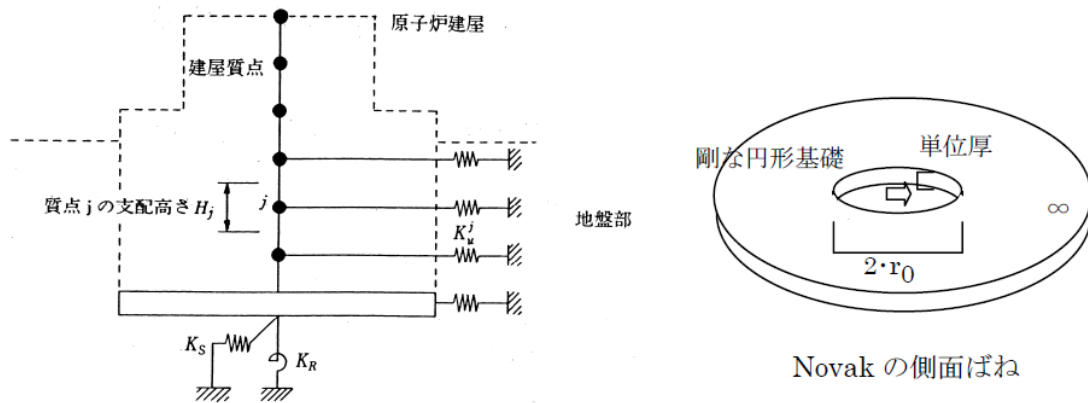 原子炉建屋
建屋質点
質点 j の支配高さ H_j
j
K_u^j
地盤部
K_S
K_R
剛な円形基礎
単位厚
∞
2・r_0
Novak の側面ばね